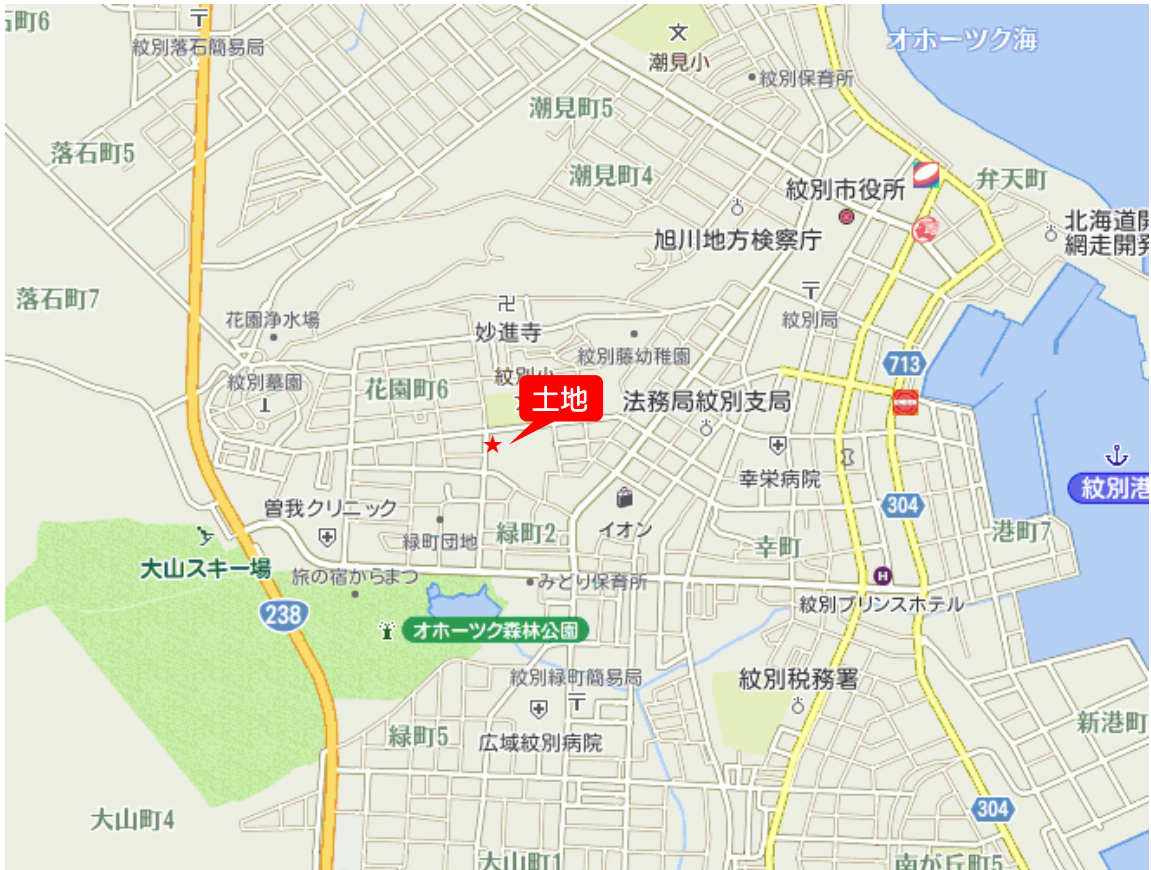 石町6
紋別落石簡易局
潮見小
オホーツク海
紋別保育所
潮見町5
落石町5
潮見町4
紋別市役所
弁天町
旭川地方検察庁
北海道開
網走開発
落石町7
花園浄水場
妙進寺
紋別局
紋別藤幼稚園
713
紋別墓園
花園町6
紋別小
土地
法務局紋別支局
幸栄病院
紋別港
曽我クリニック
304
緑町団地
緑町2
イオン
幸町
港町7
大山スキー場
旅の宿からまつ
みどり保育所
紋別プリンスホテル
238
オホーツク森林公園
紋別緑町簡易局
紋別税務署
緑町5
広域紋別病院
新港町
大山町4
304
大山町1
南が丘町5